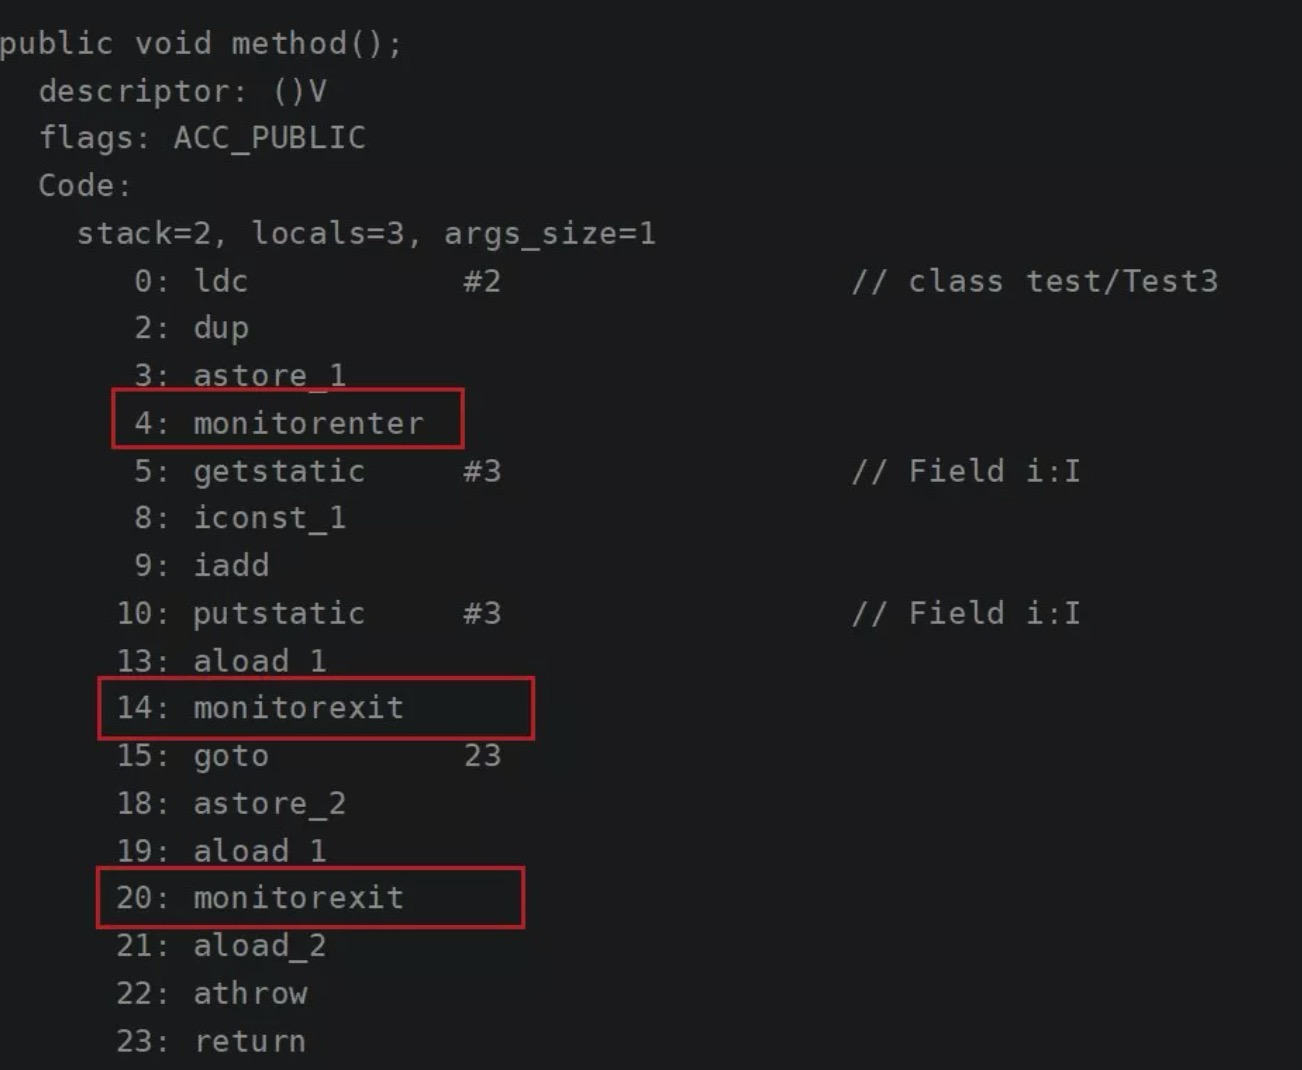 public void method();
descriptor: ()V
flags: ACC_PUBLIC
Code:
stack=2, locals=3, args_size=1
0: ldc #2 // class test/Test3
2: dup
3: astore_1
4: monitorenter
5: getstatic #3 // Field i:I
8: iconst_1
9: iadd
10: putstatic #3 // Field i:I
13: aload_1
14: monitorexit
15: goto 23
18: astore_2
19: aload_1
20: monitorexit
21: aload_2
22: athrow
23: return